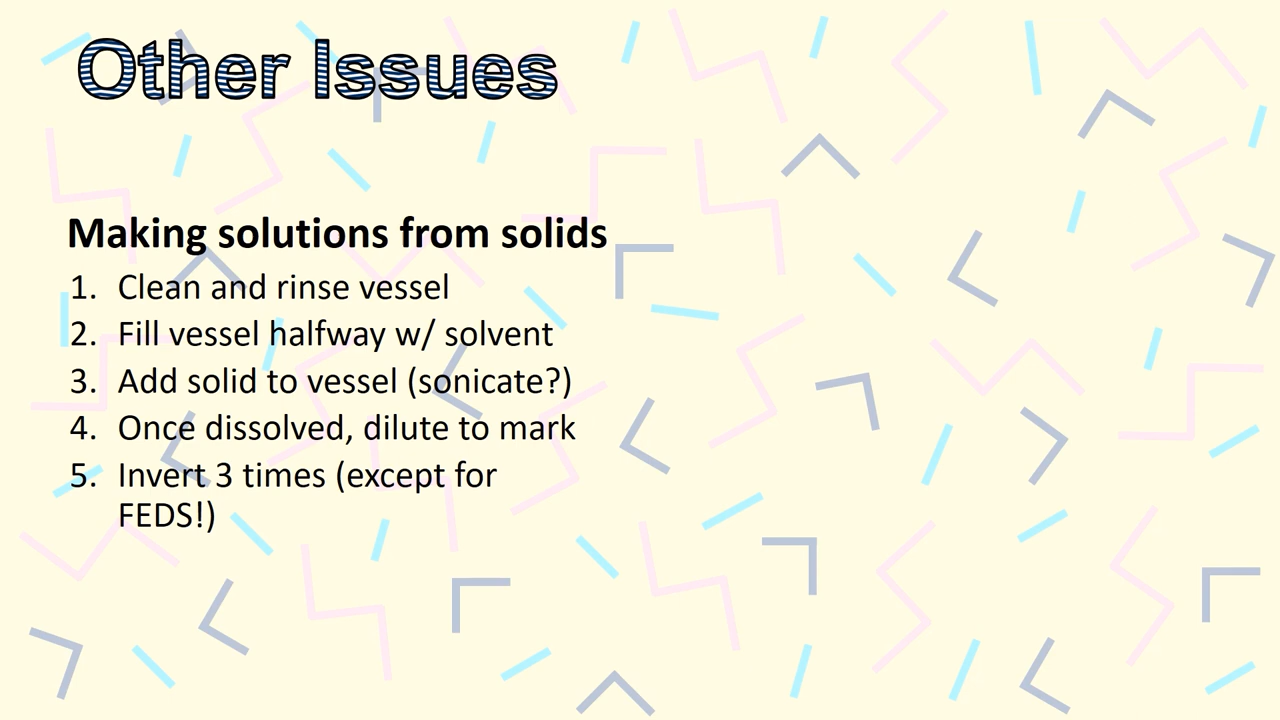 Other Issues
Making solutions from solids
1. Clean and rinse vessel
2. Fill vessel halfway w/ solvent
3. Add solid to vessel (sonicate?)
4. Once dissolved, dilute to mark
5. Invert 3 times (except for
FEDS!)